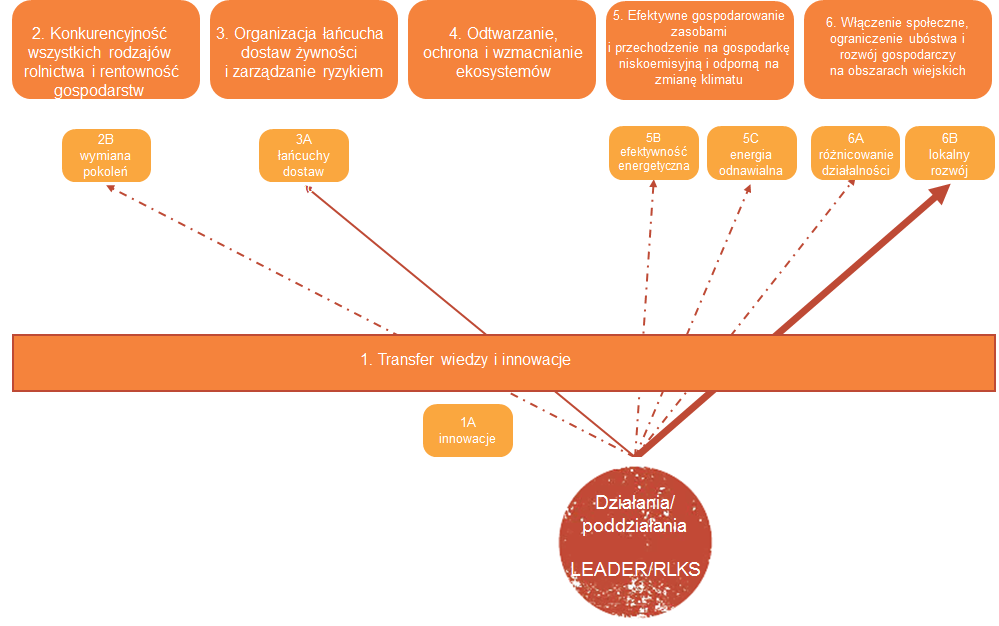 2. Konkurencyjność
wszystkich rodzajów
rolnictwa i rentowność
gospodarstw
3. Organizacja łańcucha
dostaw żywności
i zarządzanie ryzykiem
4. Odtwarzanie,
ochrona i wzmacnianie
ekosystemów
5. Efektywne gospodarowanie
zasobami
i przechodzenie na gospodarkę
niskoemisyjną i odporną na
zmianę klimatu
6. Włączenie społeczne,
ograniczenie ubóstwa i
rozwój gospodarczy
na obszarach wiejskich
2B
wymiana
pokoleń
3A
łańcuchy
dostaw
5B
efektywność
energetyczna
5C
energia
odnawialna
6A
różnicowanie
działalności
6B
lokalny
rozwój
1. Transfer wiedzy i innowacje
1A
innowacje
Działania/
poddziałania
LEADER/RLKS